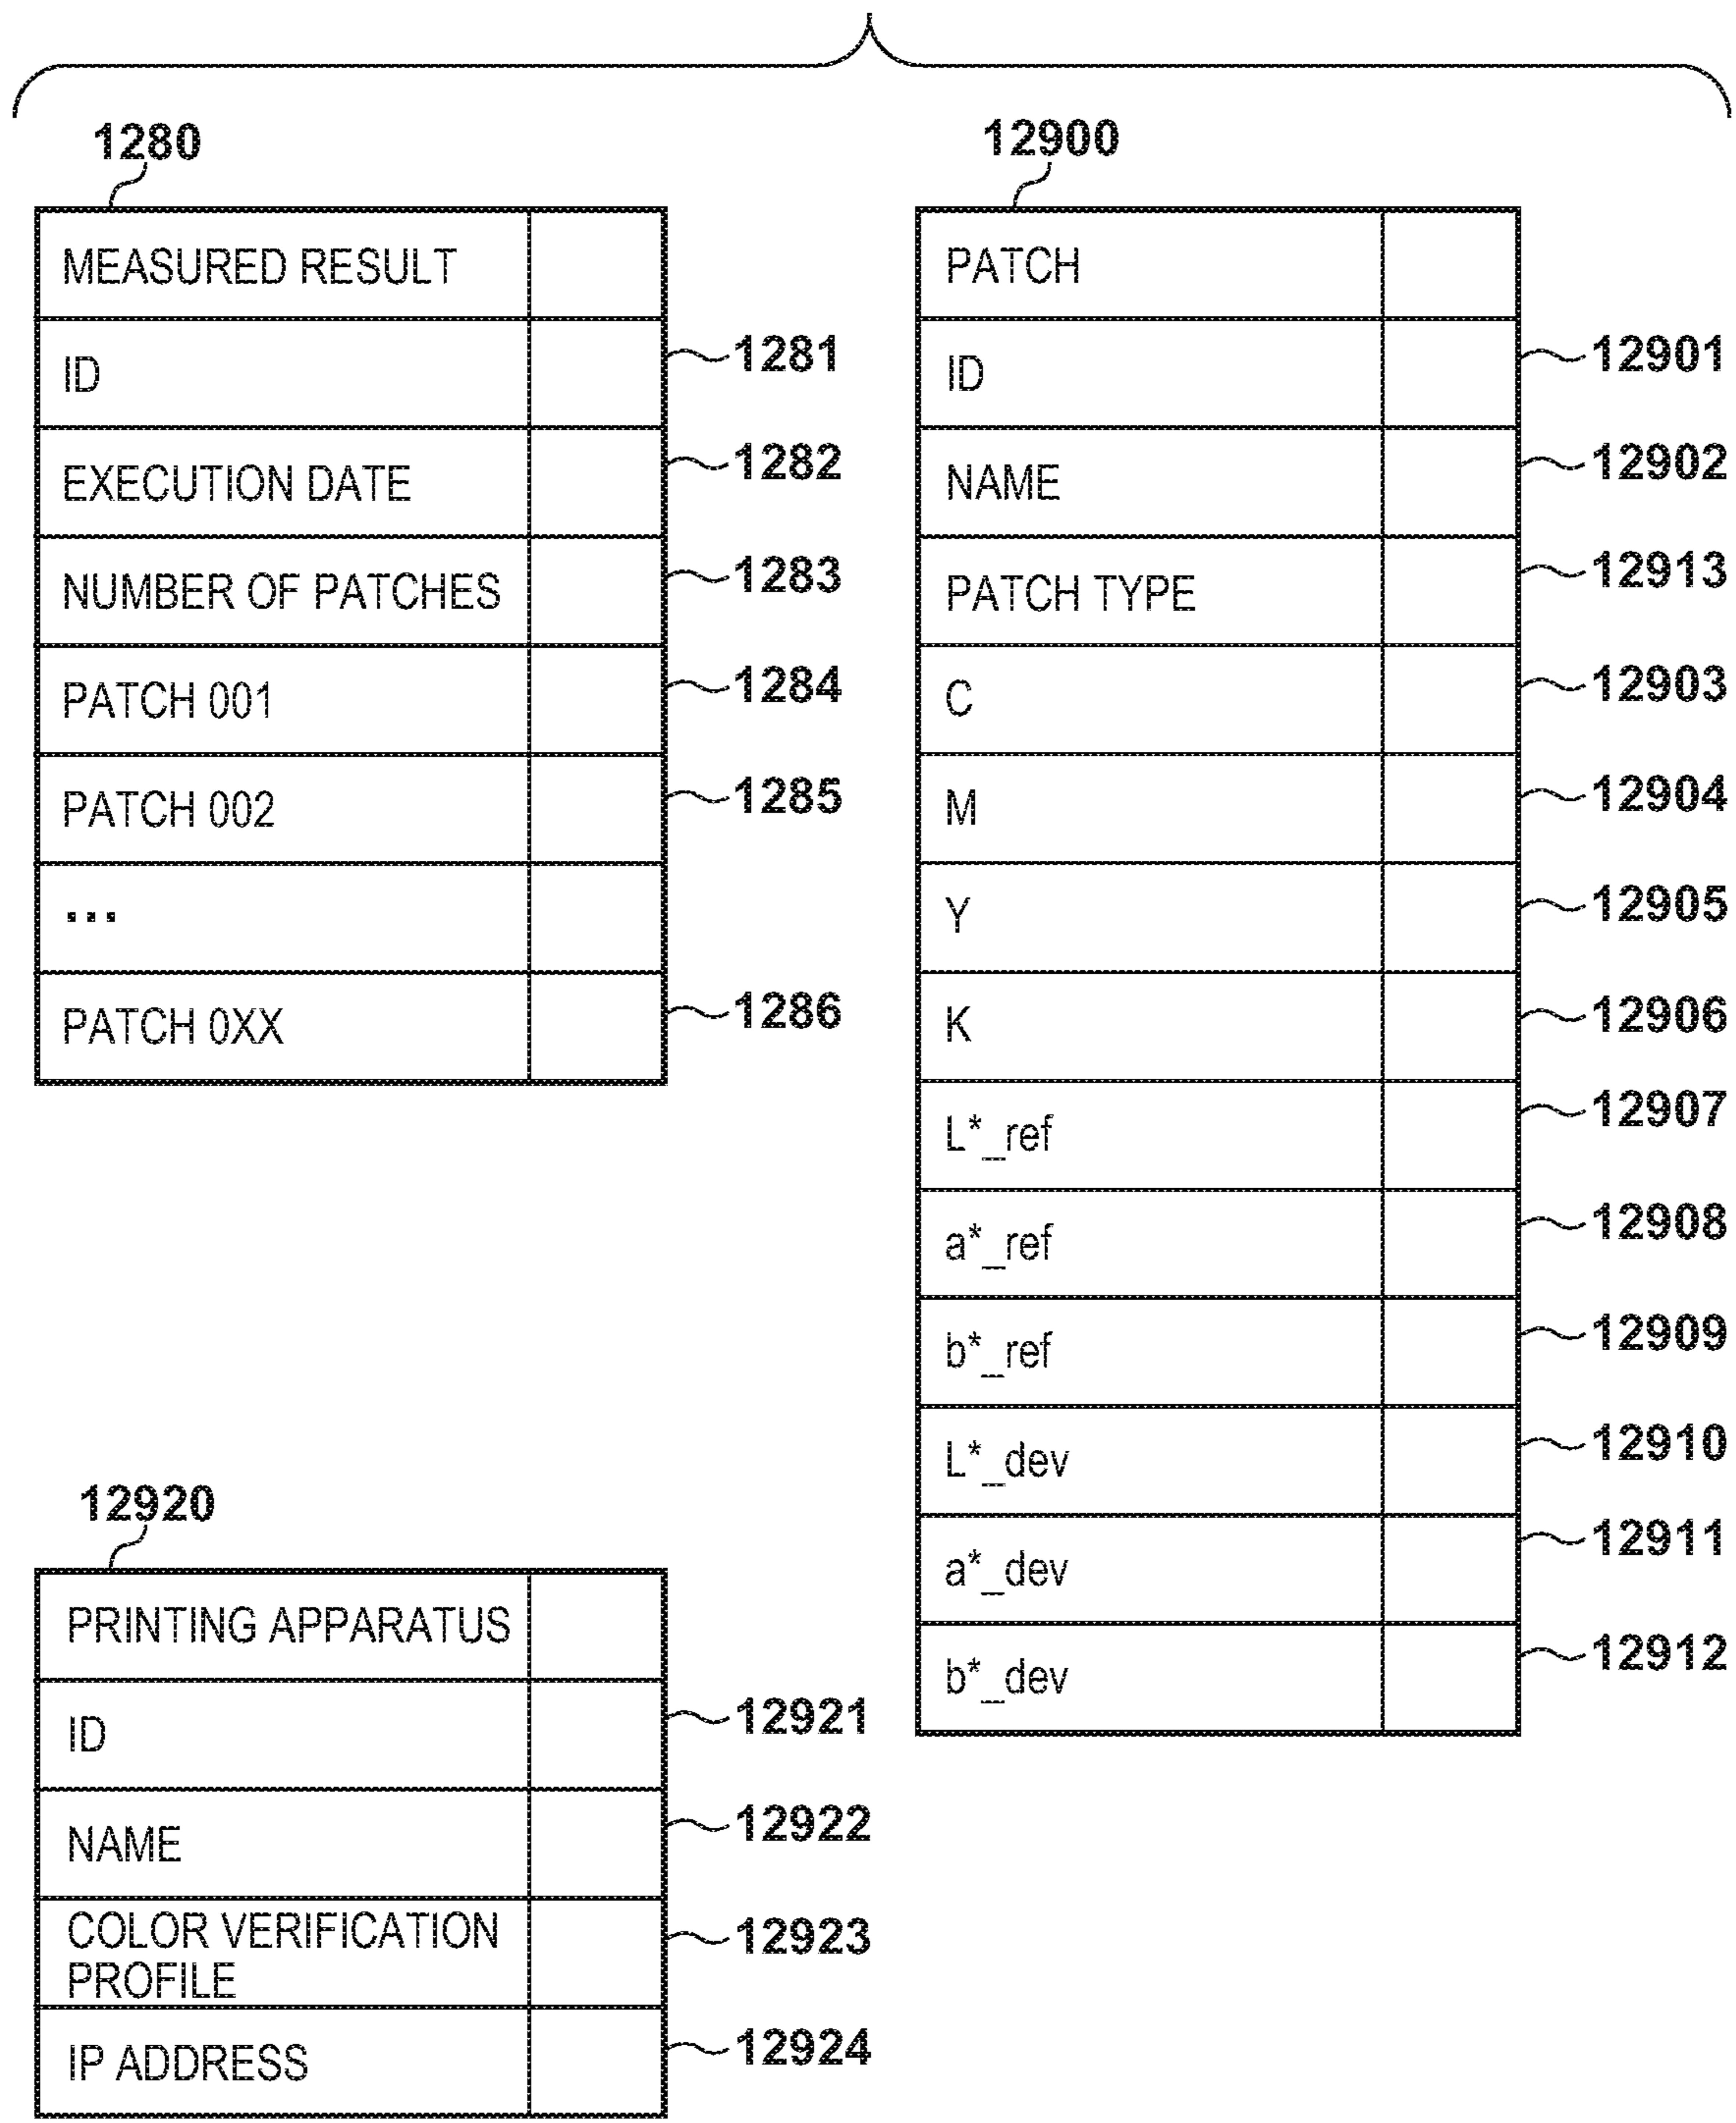 1280
MEASURED RESULT
ID 1281
EXECUTION DATE 1282
NUMBER OF PATCHES 1283
PATCH 001 1284
PATCH 002 1285
...
PATCH 0XX 1286
12900
PATCH
ID 12901
NAME 12902
PATCH TYPE 12913
C 12903
M 12904
Y 12905
K 12906
L*_ref 12907
a*_ref 12908
b*_ref 12909
L*_dev 12910
a*_dev 12911
b*_dev 12912
12920
PRINTING APPARATUS
ID 12921
NAME 12922
COLOR VERIFICATION
PROFILE 12923
IP ADDRESS 12924